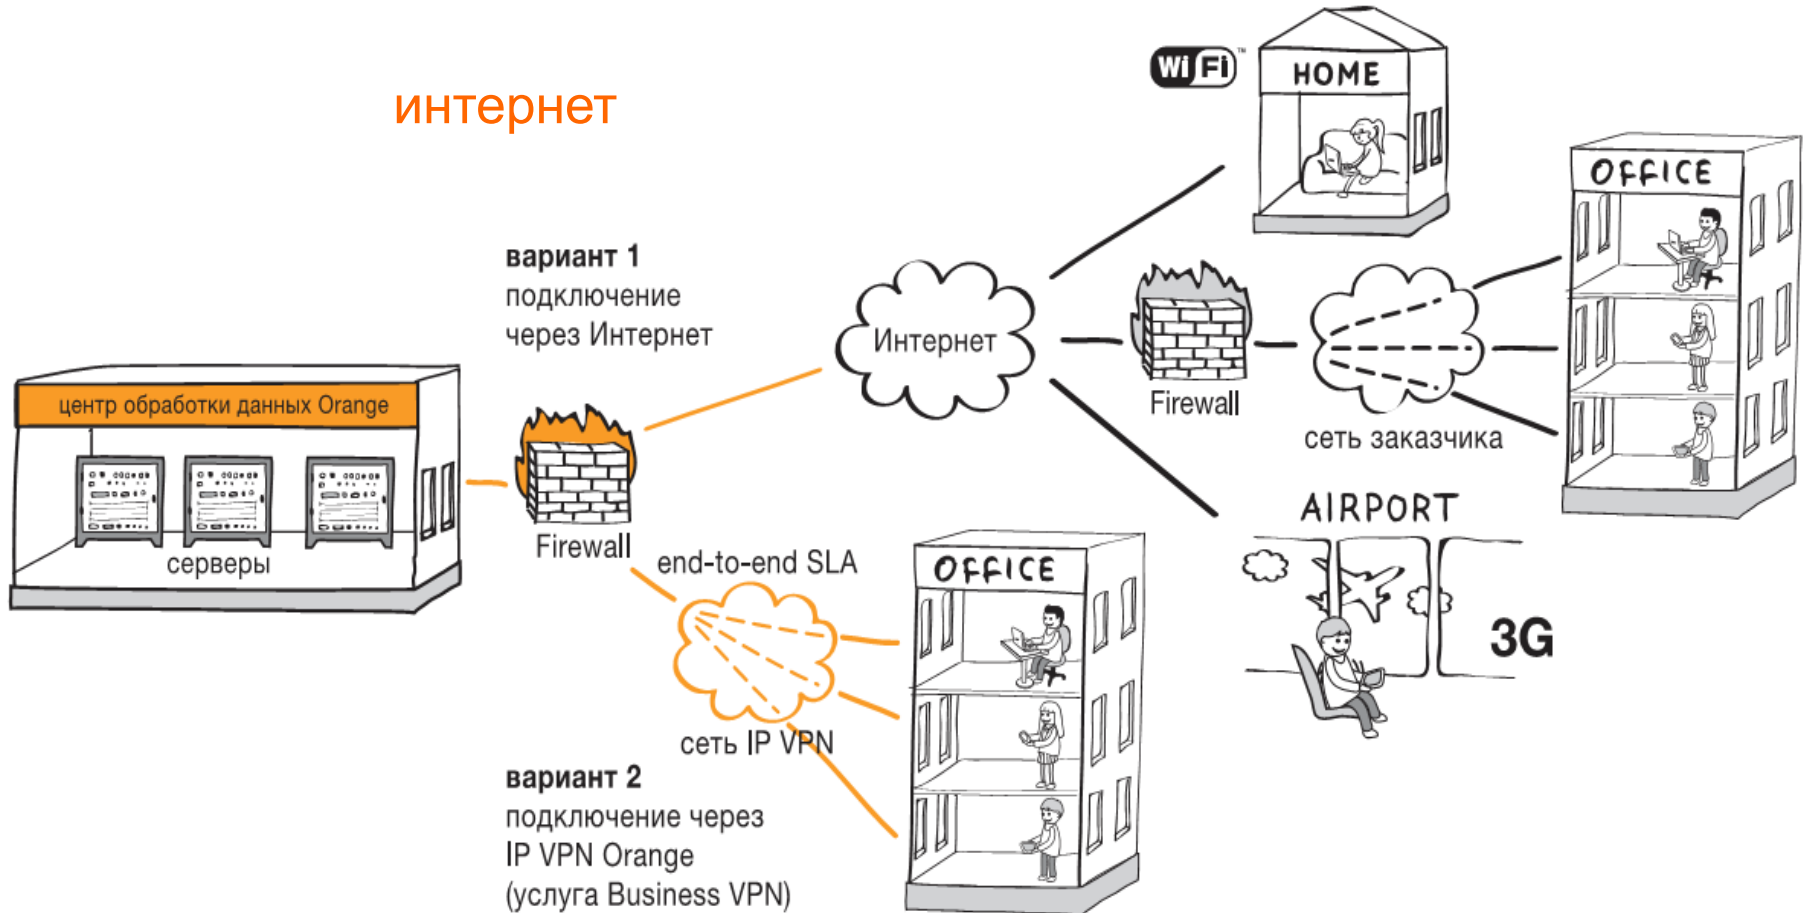 интернет
WiFi™
HOME
OFFICE
вариант 1
подключение
через Интернет
Интернет
Firewall
сеть заказчика
центр обработки данных Orange
серверы
Firewall
end-to-end SLA
сеть IP VPN
OFFICE
AIRPORT
3G
вариант 2
подключение через
IP VPN Orange
(услуга Business VPN)